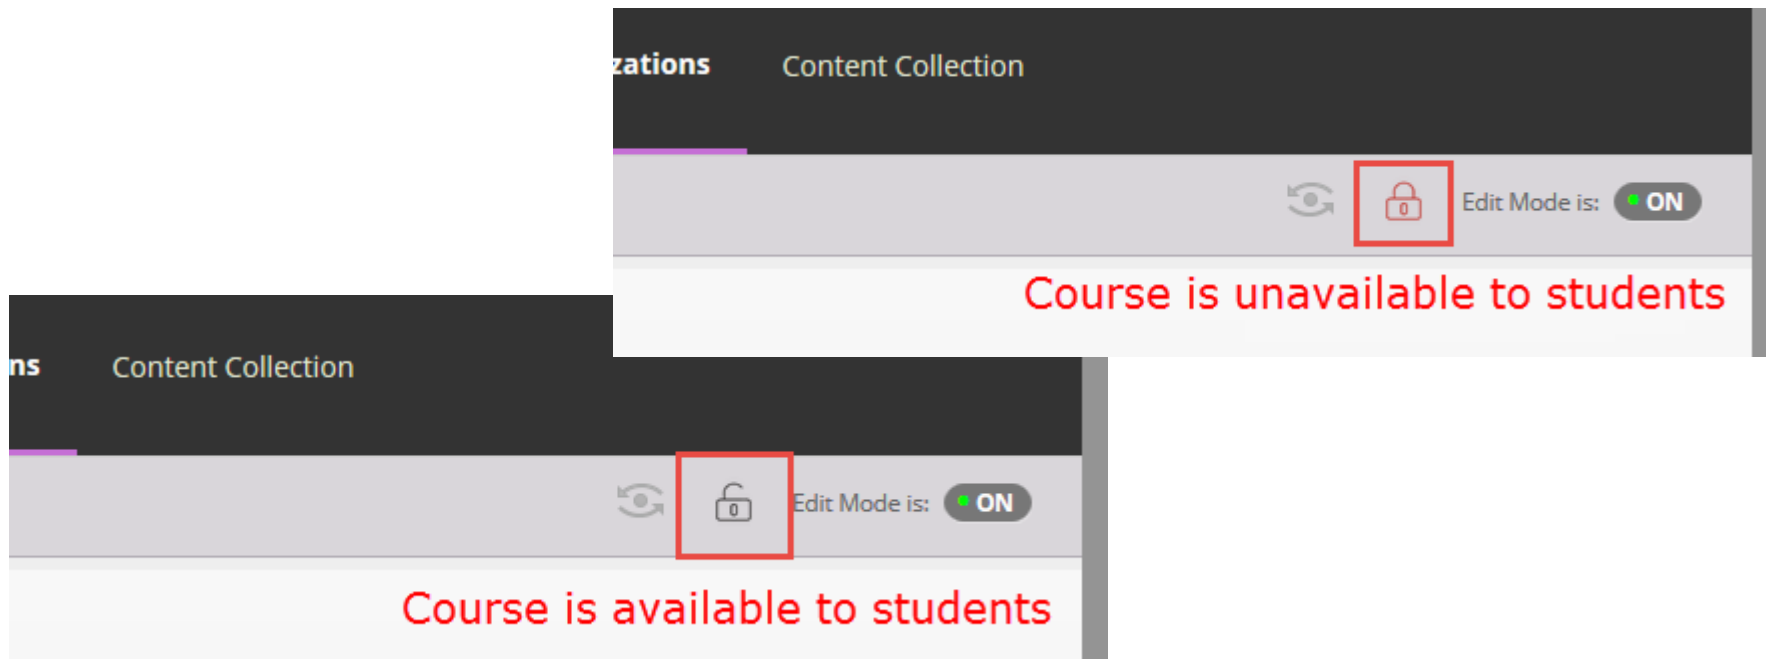 zations Content Collection
Edit Mode is: ON
Course is unavailable to students
ns Content Collection
Edit Mode is: ON
Course is available to students